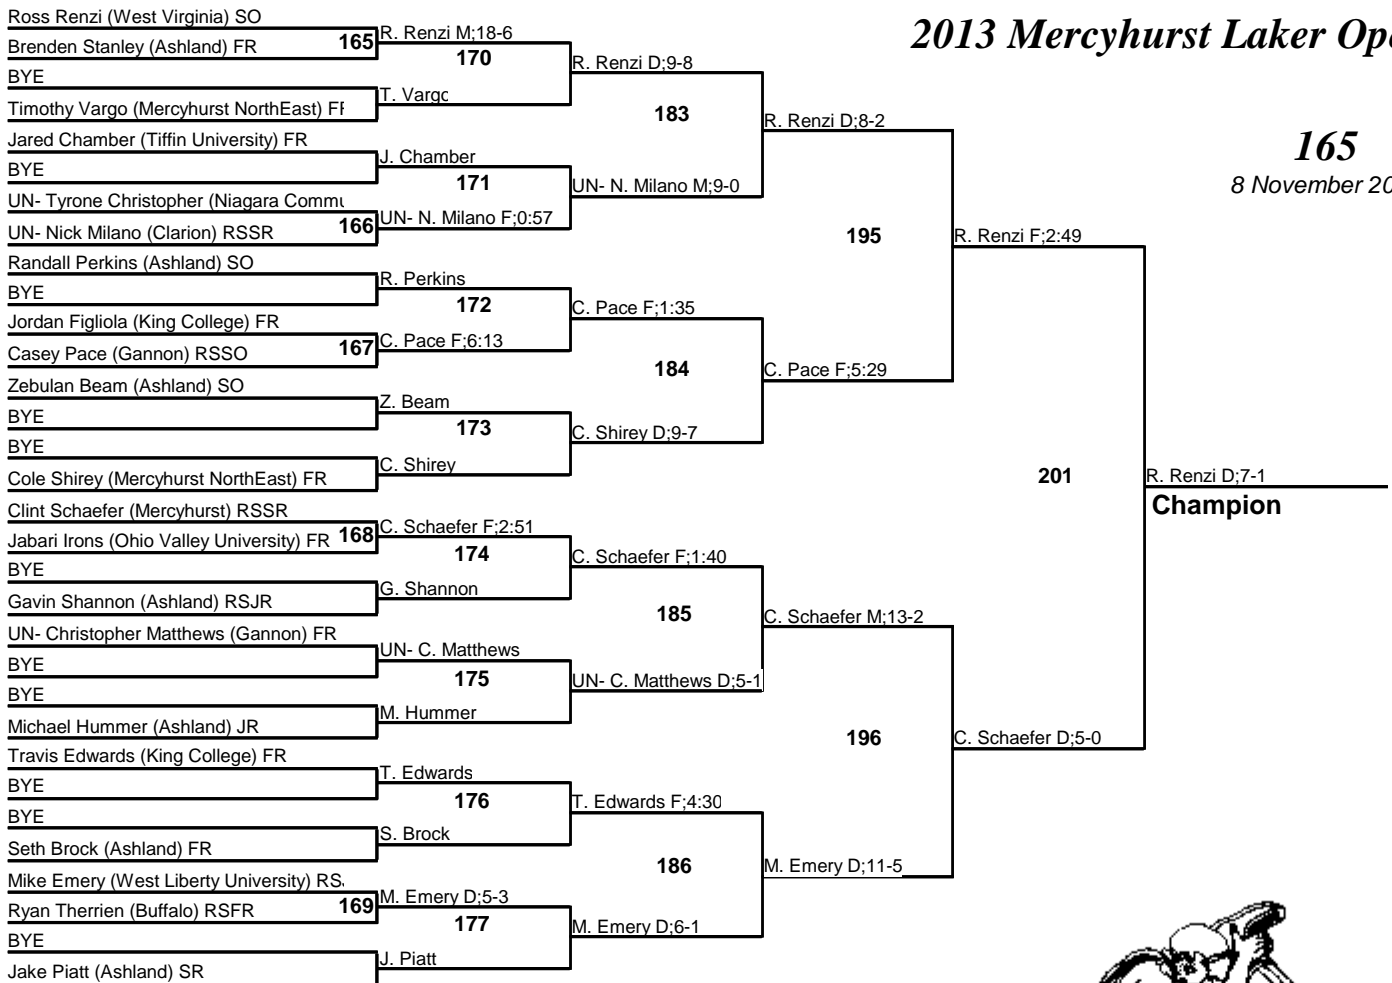 2013 Mercyhurst Laker Ope
165
8 November 20
Ross Renzi (West Virginia) SO
Brenden Stanley (Ashland) FR
BYE
Timothy Vargo (Mercyhurst NorthEast) FR
Jared Chamber (Tiffin University) FR
BYE
UN- Tyrone Christopher (Niagara Commu
UN- Nick Milano (Clarion) RSSR
Randall Perkins (Ashland) SO
BYE
Jordan Figliola (King College) FR
Casey Pace (Gannon) RSSO
Zebulan Beam (Ashland) SO
BYE
BYE
Cole Shirey (Mercyhurst NorthEast) FR
Clint Schaefer (Mercyhurst) RSSR
Jabari Irons (Ohio Valley University) FR
BYE
Gavin Shannon (Ashland) RSJR
UN- Christopher Matthews (Gannon) FR
BYE
BYE
Michael Hummer (Ashland) JR
Travis Edwards (King College) FR
BYE
BYE
Seth Brock (Ashland) FR
Mike Emery (West Liberty University) RS
Ryan Therrien (Buffalo) RSFR
BYE
Jake Piatt (Ashland) SR
165
166
167
168
169
R. Renzi M;18-6
170
T. Vargo
J. Chamber
171
UN- N. Milano F;0:57
R. Perkins
172
C. Pace F;6:13
Z. Beam
173
C. Shirey
C. Schaefer F;2:51
174
G. Shannon
UN- C. Matthews
175
M. Hummer
T. Edwards
176
S. Brock
M. Emery D;5-3
177
J. Piatt
R. Renzi D;9-8
183
UN- N. Milano M;9-0
C. Pace F;1:35
184
C. Shirey D;9-7
C. Schaefer F;1:40
185
UN- C. Matthews D;5-1
T. Edwards F;4:30
186
M. Emery D;6-1
R. Renzi D;8-2
195
C. Pace F;5:29
C. Schaefer M;13-2
196
M. Emery D;11-5
R. Renzi F;2:49
201
C. Schaefer D;5-0
R. Renzi D;7-1
Champion